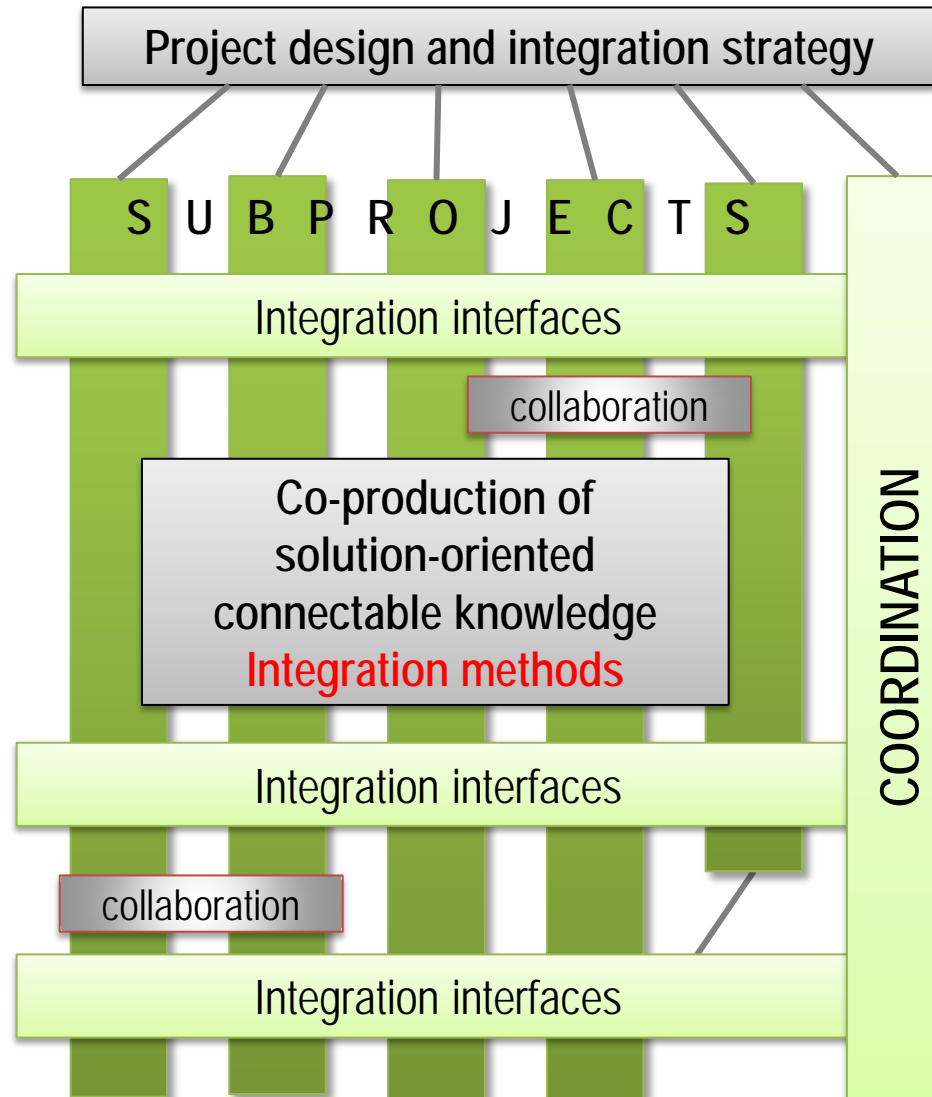 Project design and integration strategy
S U B P R O J E C T S
Integration interfaces
collaboration
Co-production of
solution-oriented
connectable knowledge
Integration methods
COORDINATION
Integration interfaces
collaboration
Integration interfaces